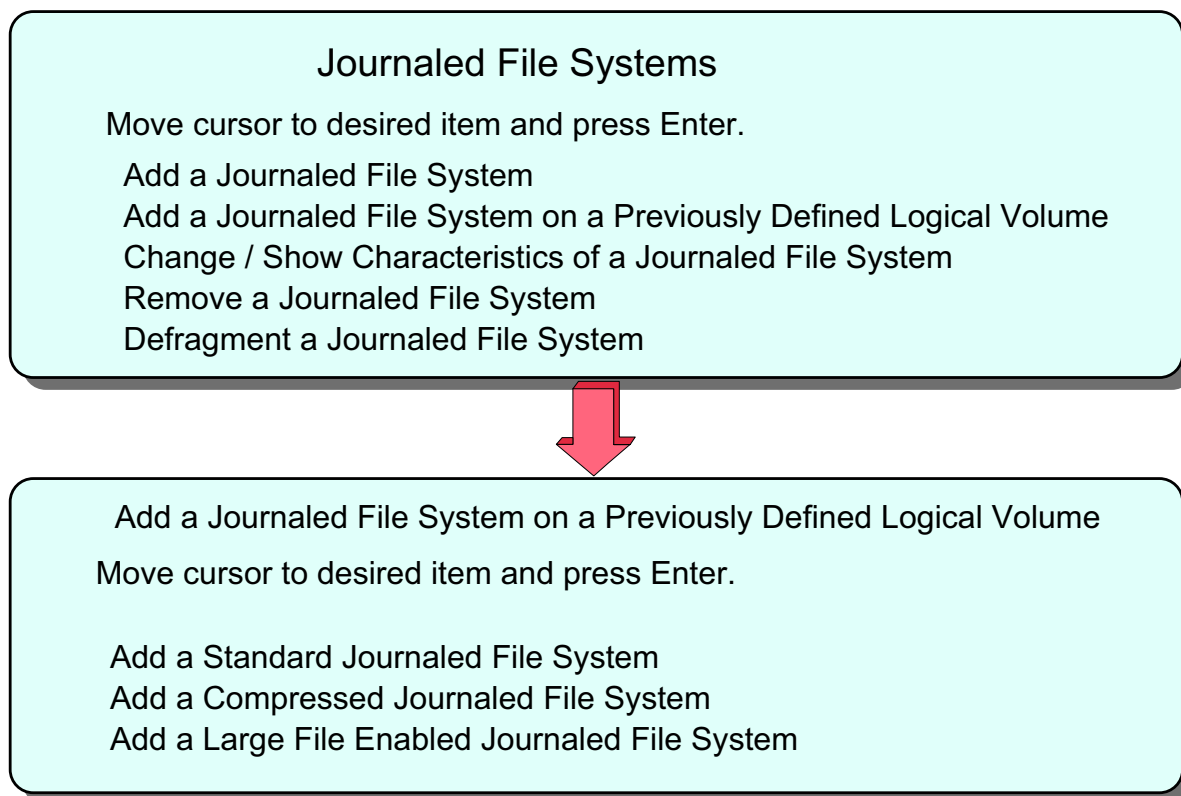 Journaled File Systems
Move cursor to desired item and press Enter.
Add a Journaled File System
Add a Journaled File System on a Previously Defined Logical Volume
Change / Show Characteristics of a Journaled File System
Remove a Journaled File System
Defragment a Journaled File System
Add a Journaled File System on a Previously Defined Logical Volume
Move cursor to desired item and press Enter.
Add a Standard Journaled File System
Add a Compressed Journaled File System
Add a Large File Enabled Journaled File System